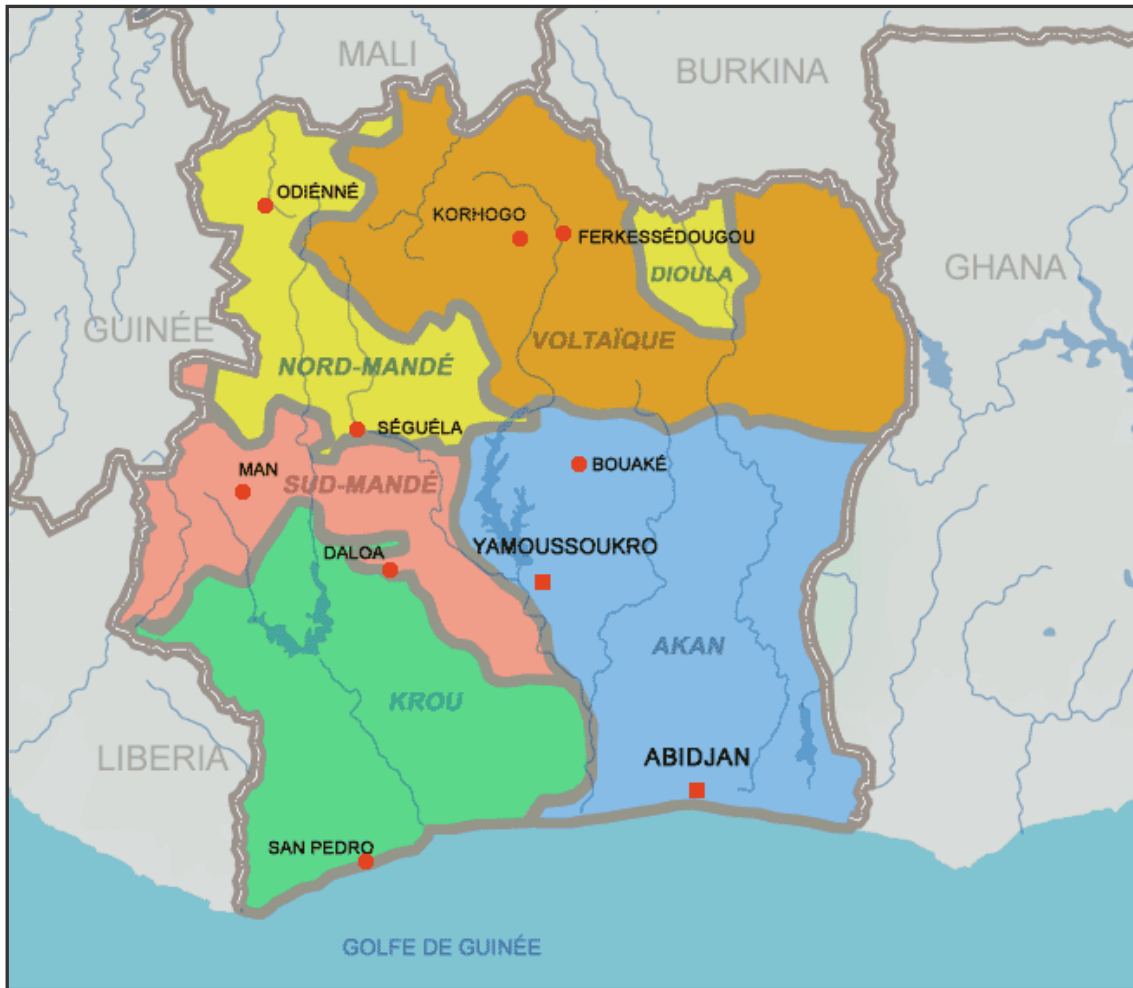 MALI
BURKINA
ODIÉNNÉ
KORHOGO
FERKESSÉDOUGOU
DIOULA
GHANA
GUINÉE
VOLTAÏQUE
NORD-MANDÉ
SÉGUÉLA
MAN
BOUAKÉ
SUD-MANDÉ
YAMOUSSOUKRO
DALOA
AKAN
KROU
LIBERIA
ABIDJAN
SAN PEDRO
GOLFE DE GUINÉE